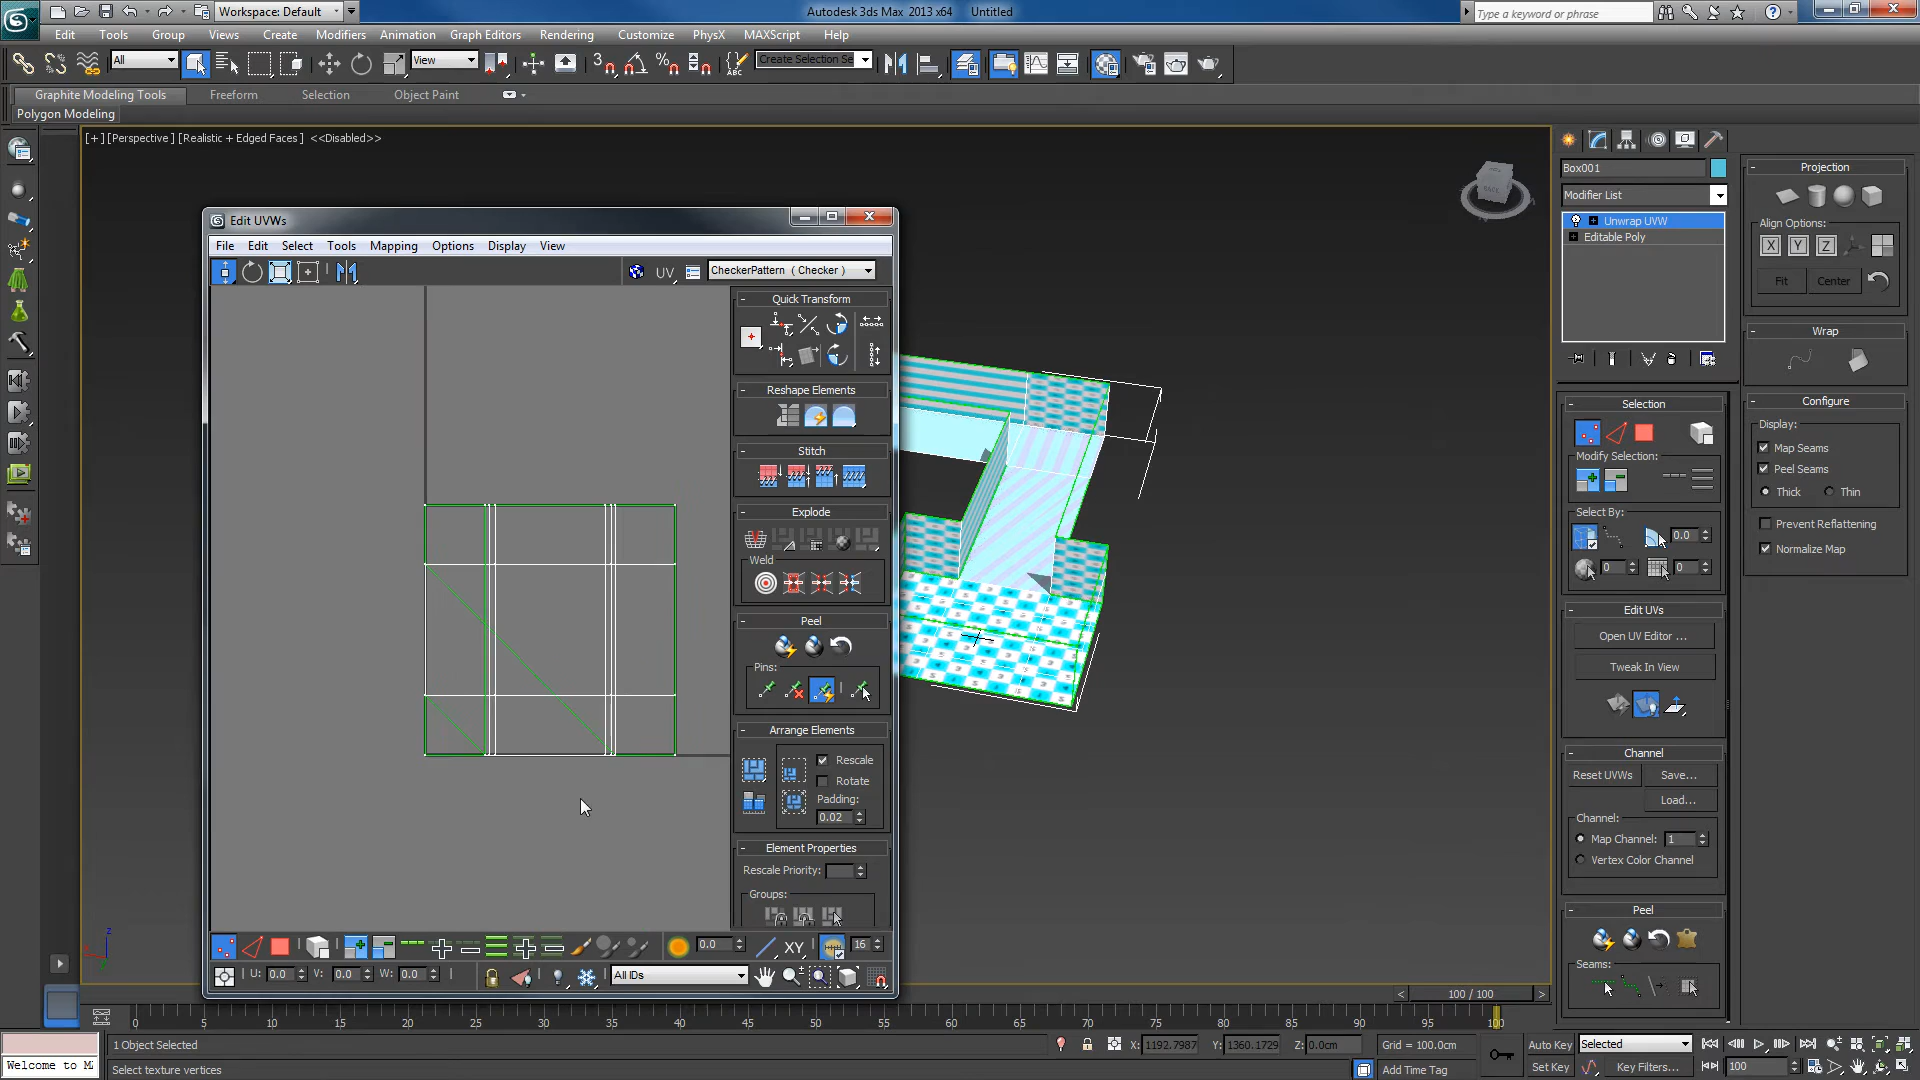 Workspace: Default
Autodesk 3ds Max 2013 x64 Untitled
Type a keyword or phrase
Edit Tools Group Views Create Modifiers Animation Graph Editors Rendering Customize PhysX MAXScript Help
All
View
3
Create Selection Se
Graphite Modeling Tools Freeform Selection Object Paint
Polygon Modeling
[+] [Perspective] [Realistic + Edged Faces] <<Disabled>>
BACK
Box001
Modifier List
Unwrap UVW
Editable Poly
Projection
Align Options:
X Y Z
Fit Center
Wrap
Configure
Display:
Map Seams
Peel Seams
Thick Thin
Prevent Reflattening
Normalize Map
Selection
Modify Selection:
Select By:
0.0
0 0
Edit UVs
Open UV Editor ...
Tweak In View
Channel
Reset UVWs Save...
Load...
Channel:
Map Channel: 1
Vertex Color Channel
Peel
Seams:
Edit UVWs
File Edit Select Tools Mapping Options Display View
UV
CheckerPattern ( Checker )
Quick Transform
Reshape Elements
Stitch
Explode
Weld
Peel
Pins:
Arrange Elements
Rescale
Rotate
Padding:
0.02
Element Properties
Rescale Priority:
Groups:
0.0 XY 16
U: 0.0 V: 0.0 W: 0.0
All IDs
100 / 100
0 5 10 15 20 25 30 35 40 45 50 55 60 65 70 75 80 85 90 95 100
1 Object Selected
X: 1192.7987 Y: 1360.1729 Z: 0.0cm Grid = 100.0cm
Auto Key Selected
Welcome to M
Select texture vertices
Add Time Tag
Set Key Key Filters... 100